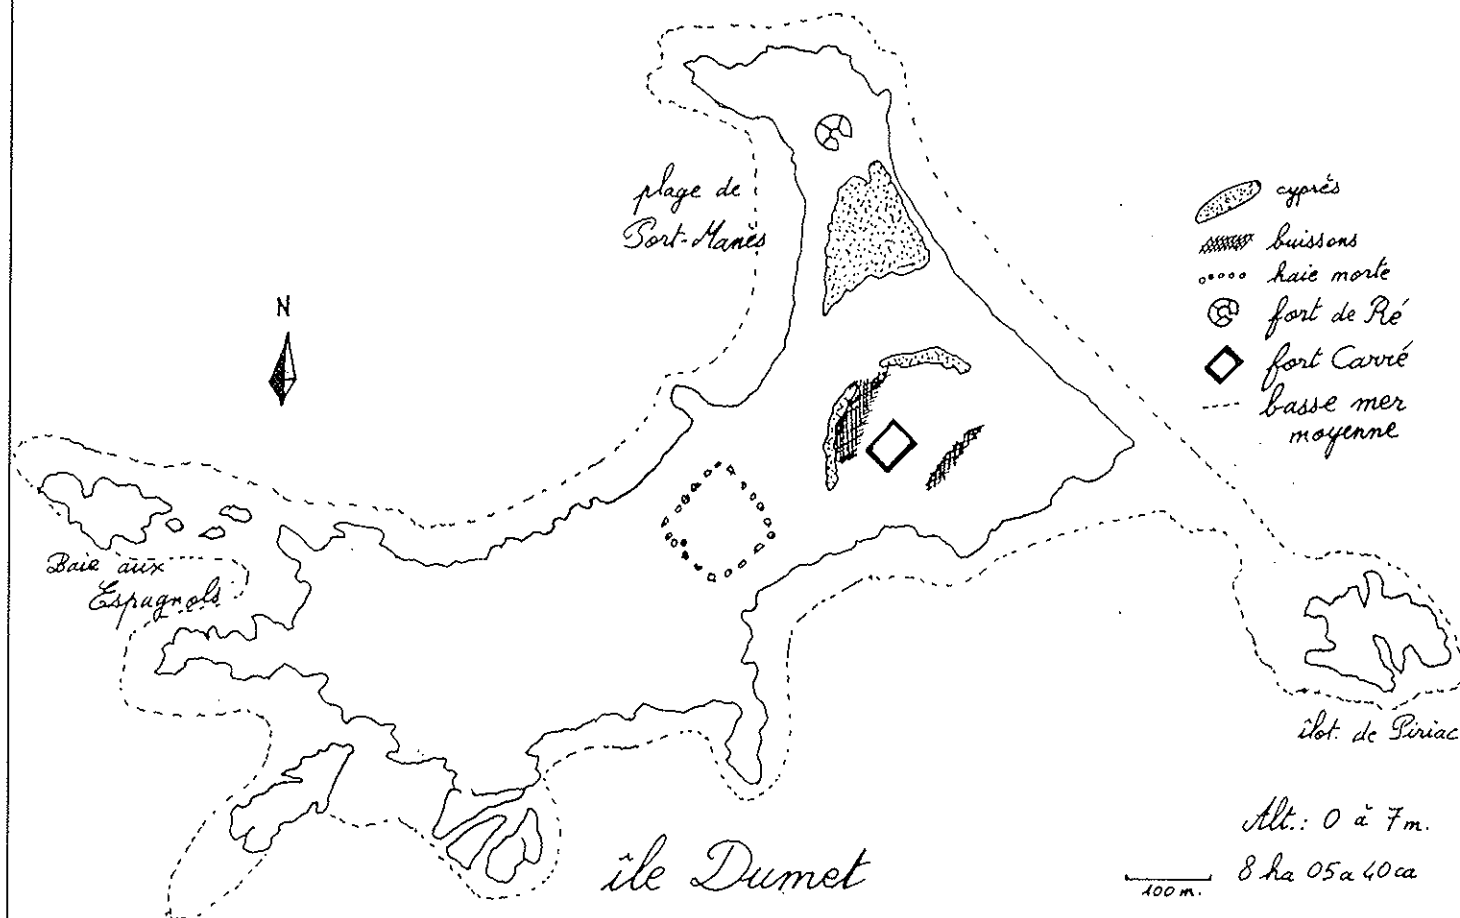 plage de
Port-Manès
N
cyprès
buissons
haie morte
fort de Ré
fort Carré
basse mer
moyenne
Baie aux
Espagnols
îlot de Piriac
île Dumet
Alt.: 0 à 7 m.
8 ha 05 a 40 ca
100 m.